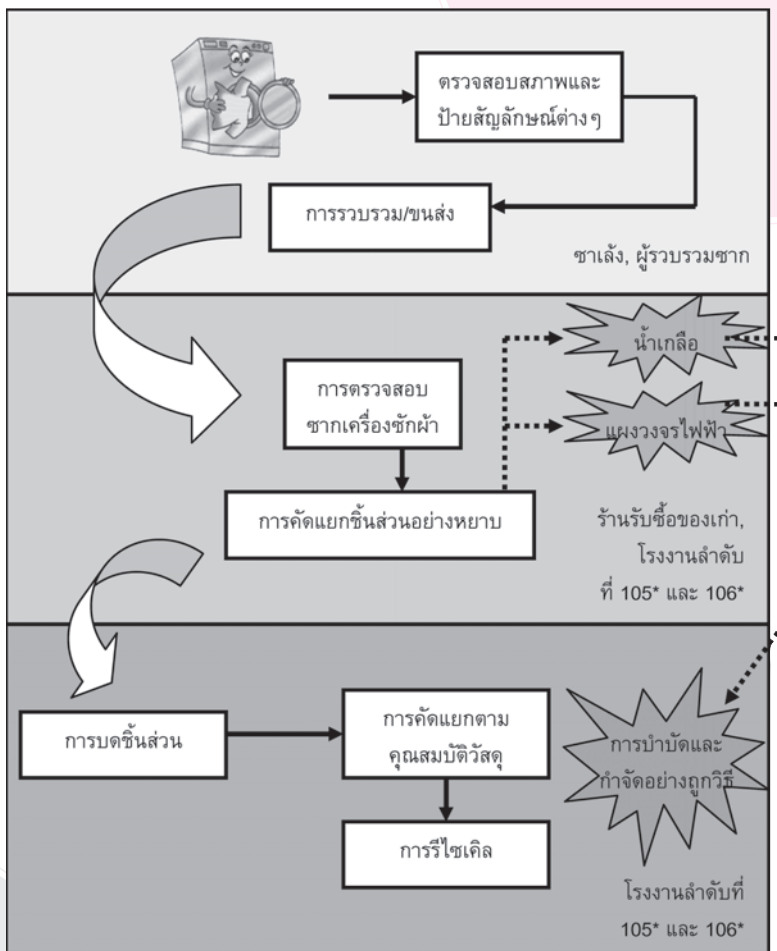 ตรวจสอบสภาพและ
ป้ายสัญลักษณ์ต่างๆ
การรวบรวม/ขนส่ง
ซาเล้ง, ผู้รวบรวมซาก
น้ำเกลือ
การตรวจสอบ
ซากเครื่องซักผ้า
แผงวงจรไฟฟ้า
การคัดแยกชิ้นส่วนอย่างหยาบ
ร้านรับซื้อของเก่า,
โรงงานลำดับ
ที่ 105* และ 106*
การบดชิ้นส่วน
การคัดแยกตาม
คุณสมบัติวัสดุ
การบำบัดและ
กำจัดอย่างถูกวิธี
การรีไซเคิล
โรงงานลำดับที่
105* และ 106*